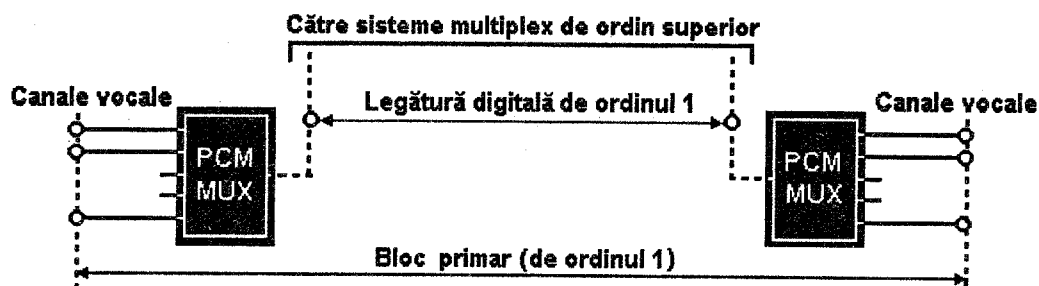 Către sisteme multiplex de ordin superior
Canale vocale
Legătură digitală de ordinul 1
Canale vocale
PCM
MUX
PCM
MUX
Bloc primar (de ordinul 1)